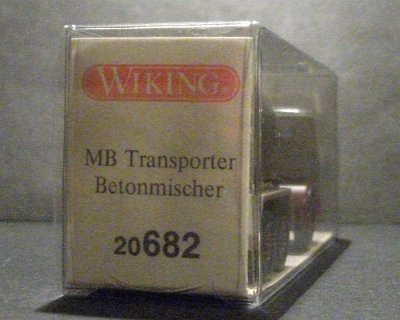 WIKING®
MB Transporter
Betonmischer
20682